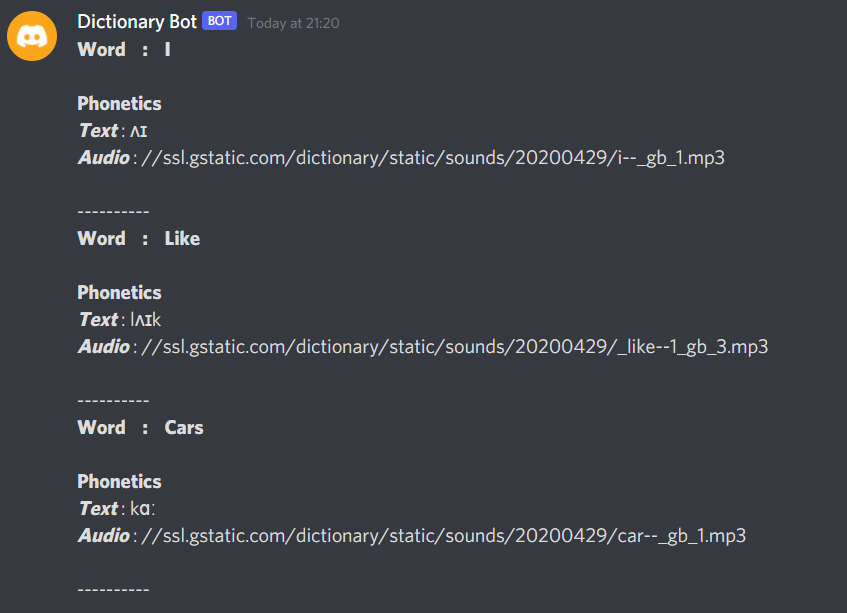 Dictionary Bot BOT Today at 21:20
Word : I
Phonetics
Text : ʌɪ
Audio : //ssl.gstatic.com/dictionary/static/sounds/20200429/i--_gb_1.mp3
----------
Word : Like
Phonetics
Text : lʌɪk
Audio : //ssl.gstatic.com/dictionary/static/sounds/20200429/_like--1_gb_3.mp3
----------
Word : Cars
Phonetics
Text : kɑː
Audio : //ssl.gstatic.com/dictionary/static/sounds/20200429/car--_gb_1.mp3
----------